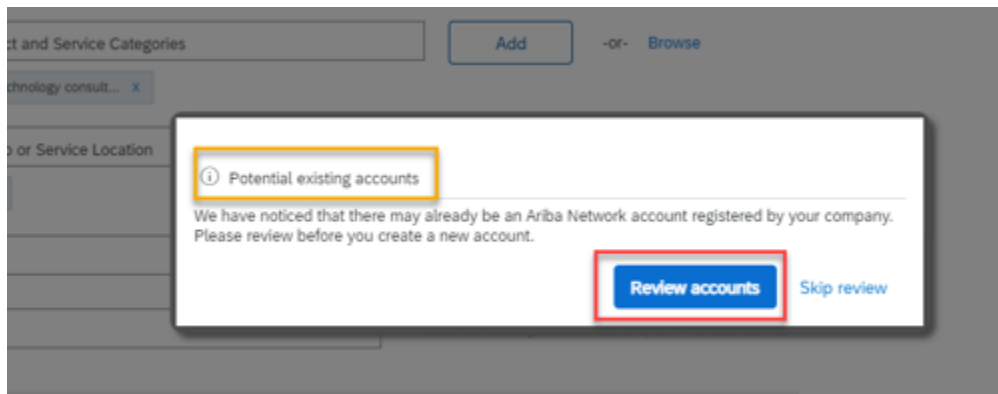 ct and Service Categories
Add -or- Browse
chnology consult... x
o or Service Location
Potential existing accounts
We have noticed that there may already be an Ariba Network account registered by your company.
Please review before you create a new account.
Review accounts Skip review